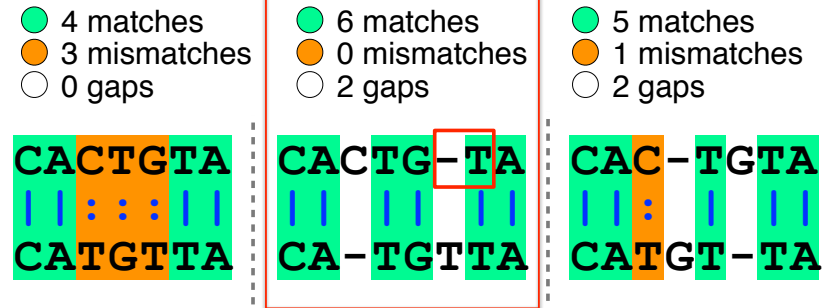 4 matches
3 mismatches
0 gaps
CACTGTA
||:::||
CATGTTA
6 matches
0 mismatches
2 gaps
CACTG-TA
|| || ||
CA-TGTTA
5 matches
1 mismatches
2 gaps
CAC-TGTA
||: | ||
CATGT-TA